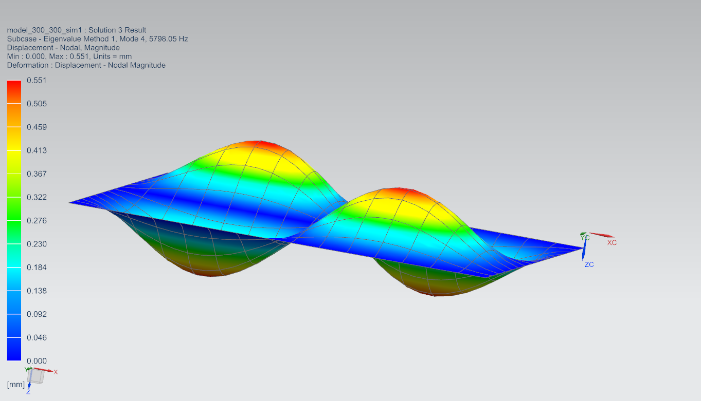 model_300_300_sim1 : Solution 3 Result
Subcase - Eigenvalue Method 1, Mode 4, 5798.05 Hz
Displacement - Nodal, Magnitude
Min : 0.000, Max : 0.551, Units = mm
Deformation : Displacement - Nodal Magnitude
0.551
0.505
0.459
0.413
0.367
0.322
0.276
0.230
0.184
0.138
0.092
0.046
0.000
[mm]
YC
XC
ZC
Y
X
Z